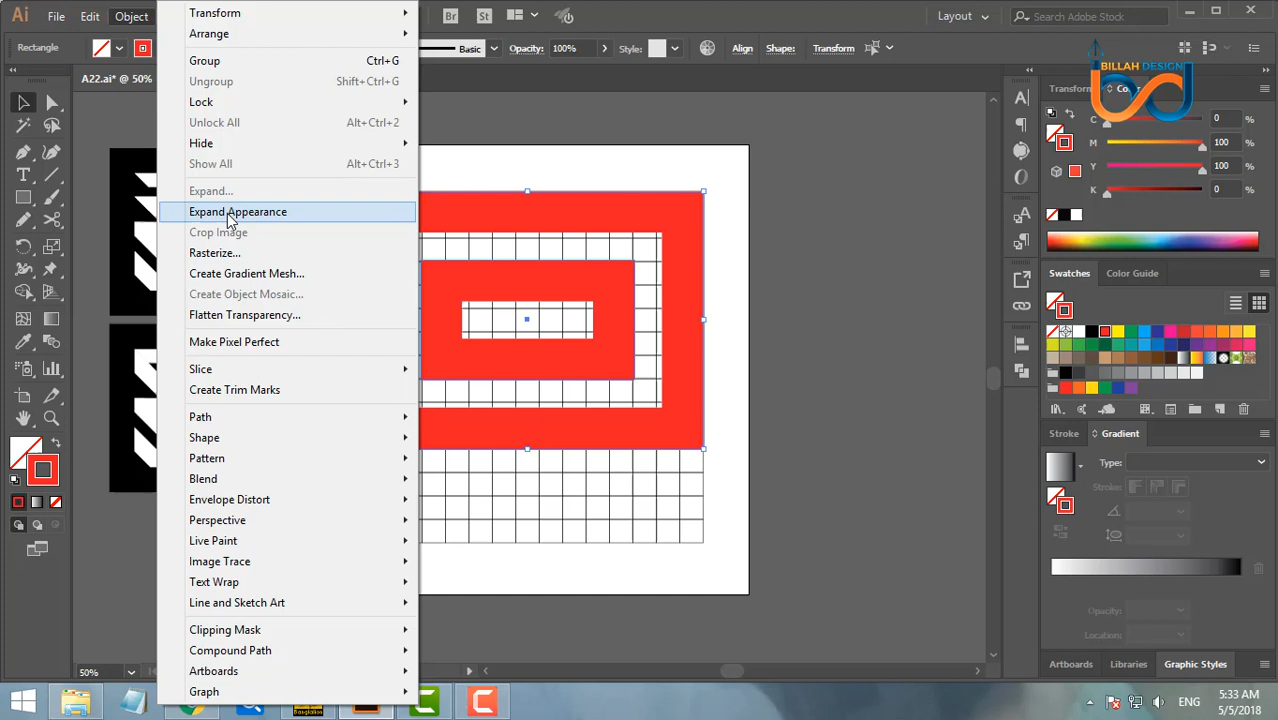 Ai File Edit Object Br St Layout Search Adobe Stock
Rectangle Basic Opacity: 100% Style: Align Shape: Transform
A22.ai* @ 50%
Transform
Arrange
Group Ctrl+G
Ungroup Shift+Ctrl+G
Lock
Unlock All Alt+Ctrl+2
Hide
Show All Alt+Ctrl+3
Expand...
Expand Appearance
Crop Image
Rasterize...
Create Gradient Mesh...
Create Object Mosaic...
Flatten Transparency...
Make Pixel Perfect
Slice
Create Trim Marks
Path
Shape
Pattern
Blend
Envelope Distort
Perspective
Live Paint
Image Trace
Text Wrap
Line and Sketch Art
Clipping Mask
Compound Path
Artboards
Graph
BILLAH DESIGN
Transform
C 0 %
M 100 %
Y 100 %
K 0 %
Swatches Color Guide
Stroke Gradient
Type:
Stroke:
Opacity:
Location:
Artboards Libraries Graphic Styles
50%
ENG
5:33 AM
5/5/2018